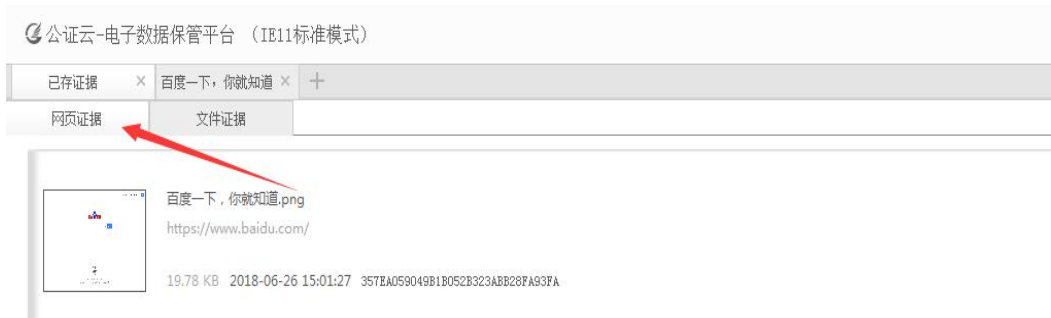 公证云-电子数据保管平台 （IE11标准模式）
已存证据 × 百度一下，你就知道 × +
网页证据 文件证据
百度一下，你就知道.png
https://www.baidu.com/
19.78 KB 2018-06-26 15:01:27 357EA059049B1B052B323ABB28FA93FA